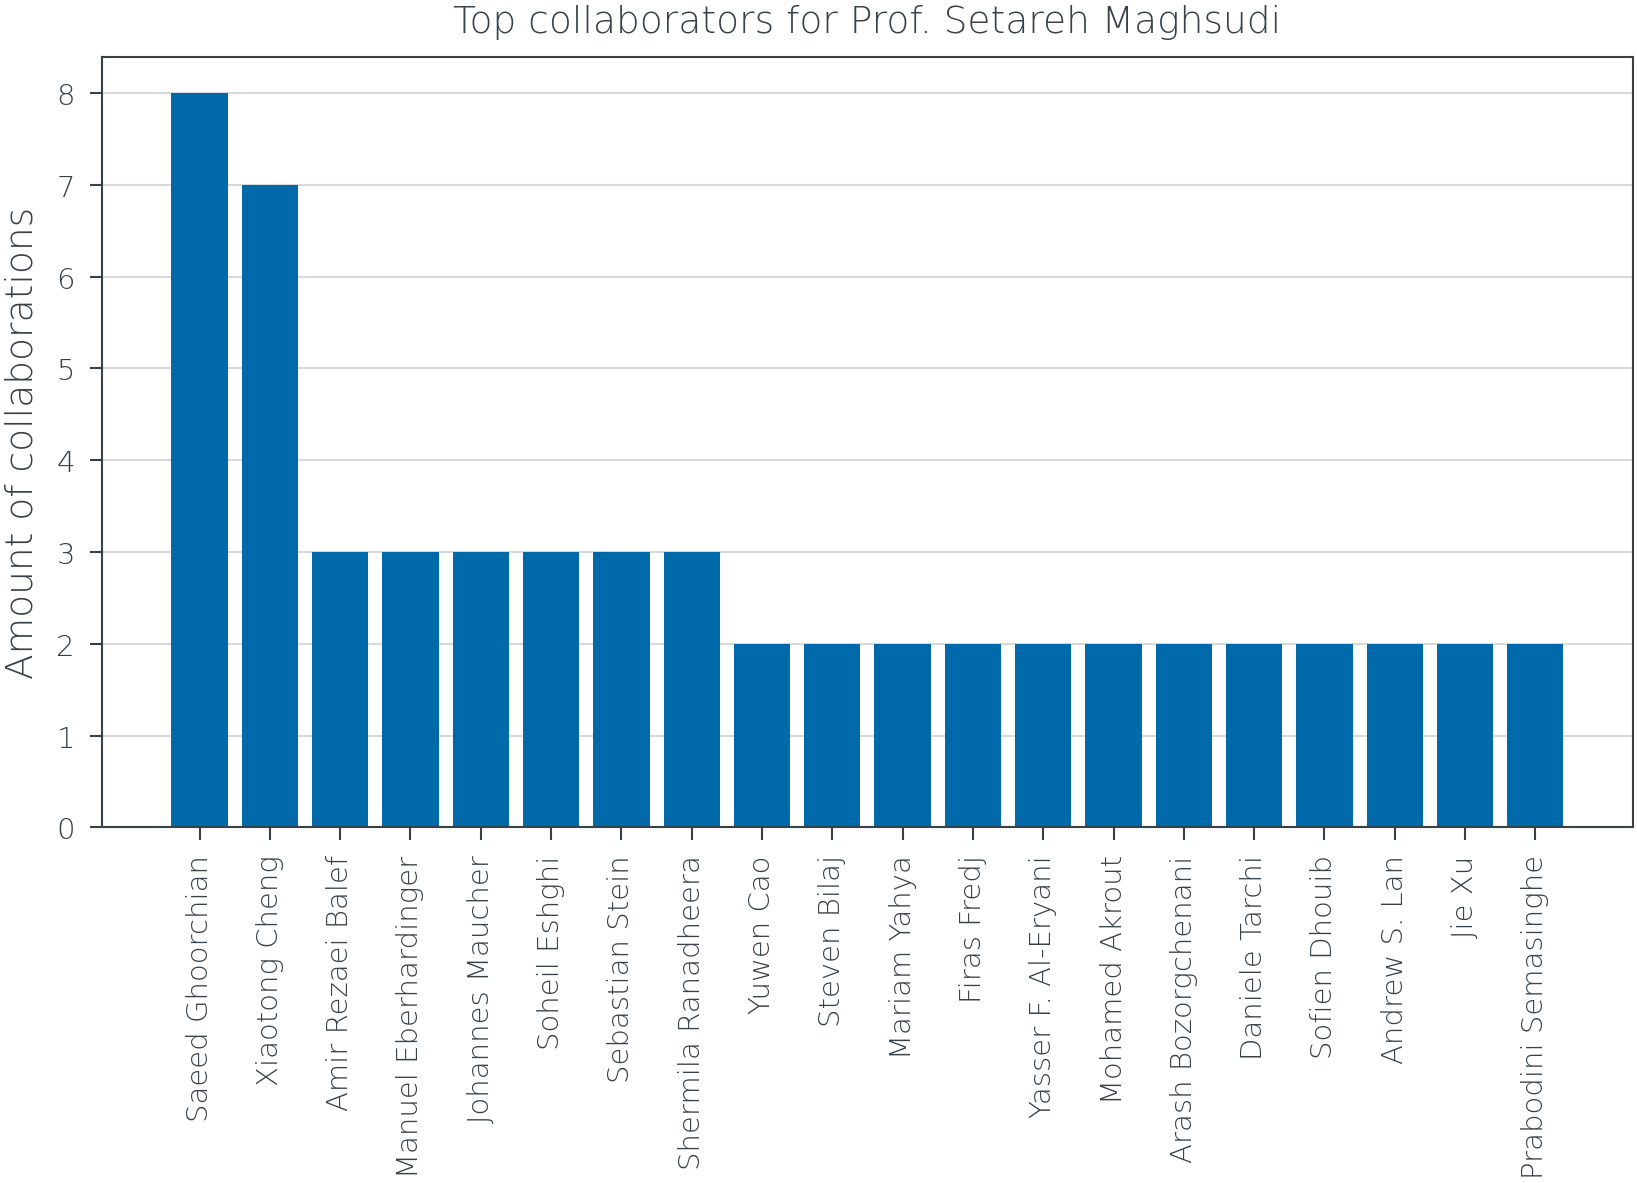 Top collaborators for Prof. Setareh Maghsudi
Amount of collaborations
8
7
6
5
4
3
2
1
0
Saeed Ghoorchian
Xiaotong Cheng
Amir Rezaei Balef
Manuel Eberhardinger
Johannes Maucher
Soheil Eshghi
Sebastian Stein
Shermila Ranadheera
Yuwen Cao
Steven Bilaj
Mariam Yahya
Firas Fredj
Yasser F. Al-Eryani
Mohamed Akrout
Arash Bozorgchenani
Daniele Tarchi
Sofien Dhouib
Andrew S. Lan
Jie Xu
Prabodini Semasinghe